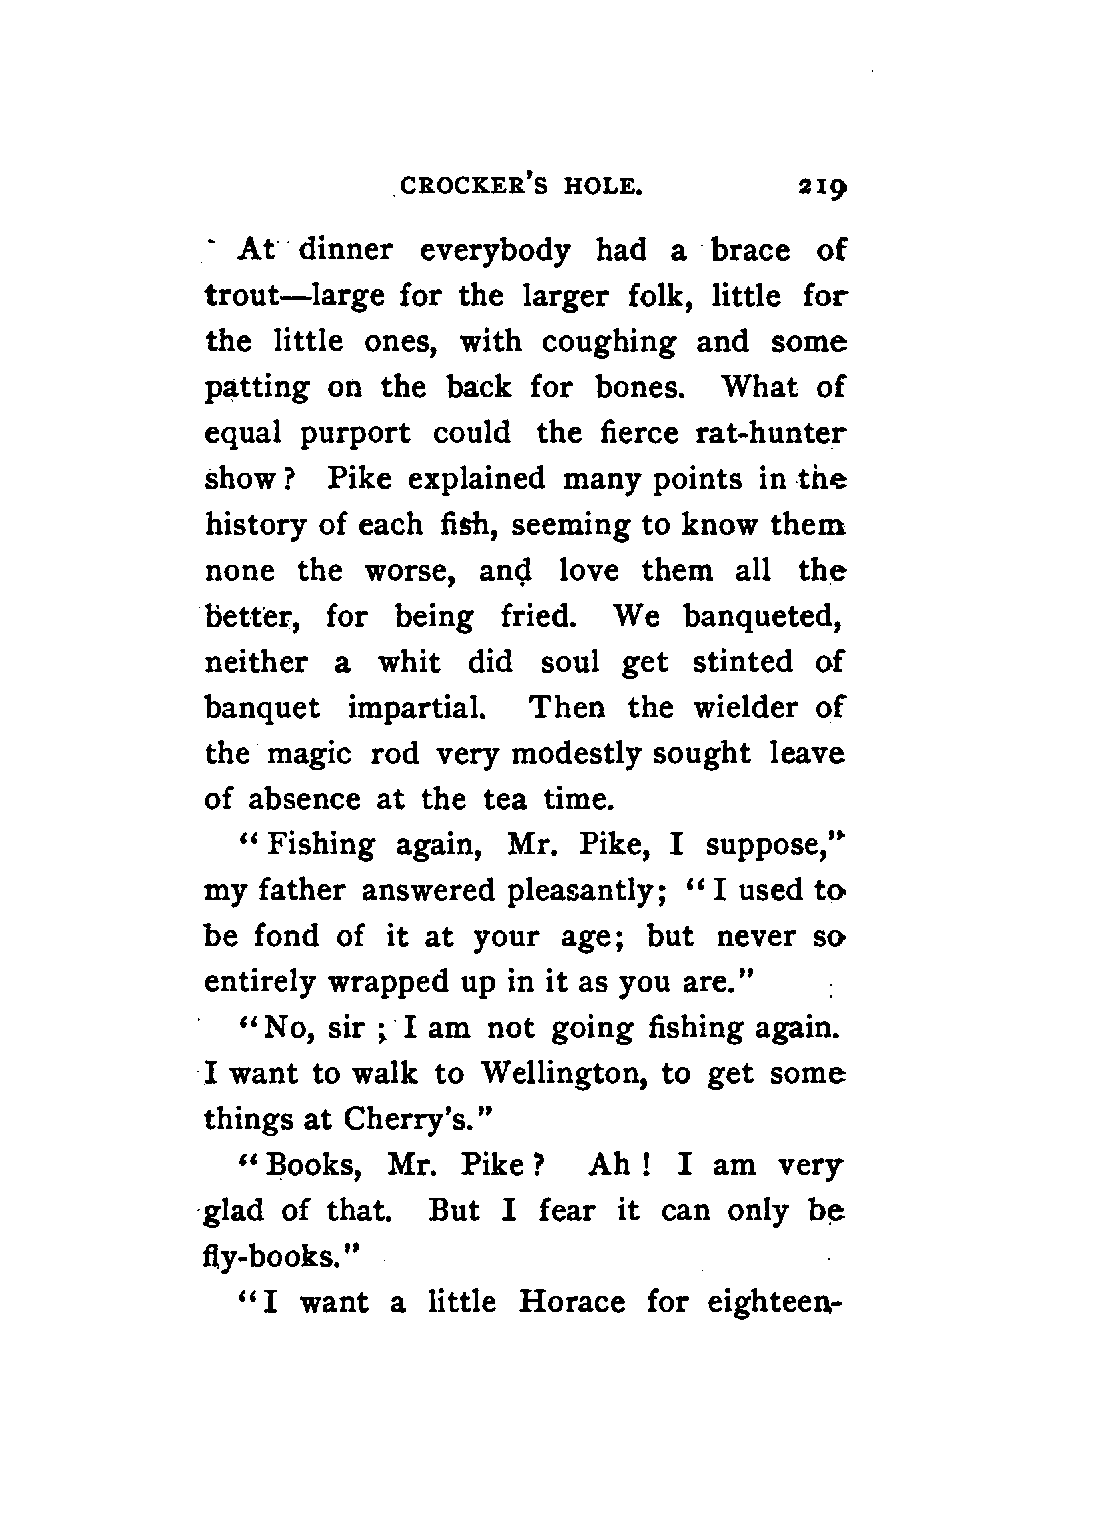 CROCKER'S HOLE. 219
At dinner everybody had a brace of
trout—large for the larger folk, little for
the little ones, with coughing and some
patting on the back for bones. What of
equal purport could the fierce rat-hunter
show? Pike explained many points in the
history of each fish, seeming to know them
none the worse, and love them all the
better, for being fried. We banqueted,
neither a whit did soul get stinted of
banquet impartial. Then the wielder of
the magic rod very modestly sought leave
of absence at the tea time.
"Fishing again, Mr. Pike, I suppose,"
my father answered pleasantly; "I used to
be fond of it at your age; but never so
entirely wrapped up in it as you are."
"No, sir; I am not going fishing again.
I want to walk to Wellington, to get some
things at Cherry's."
"Books, Mr. Pike? Ah! I am very
glad of that. But I fear it can only be
fly-books."
"I want a little Horace for eighteen-